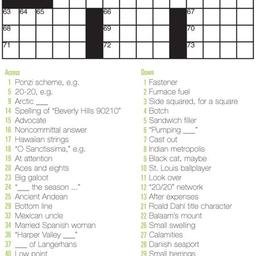 63 64 65 66 67
68 69 70
71 72 73
Across
1 Ponzi scheme, e.g.
5 20-20, e.g.
9 Arctic ___
14 Spelling of "Beverly Hills 90210"
15 Advocate
16 Noncommittal answer
17 Hawaiian strings
18 "O Sanctissima," e.g.
19 At attention
20 Aces and eights
23 Big galoot
24 "___ the season ..."
25 Ancient Andean
28 Bottom line
32 Mexican uncle
34 Married Spanish woman
36 "Harper Valley ___"
37 ___ of Langerhans
40 Low point
Down
1 Fastener
2 Furnace fuel
3 Side squared, for a square
4 Botch
5 Sandwich filler
6 "Pumping ___"
7 Cast out
8 Indian metropolis
9 Black cat, maybe
10 St. Louis ballplayer
11 Look over
12 "20/20" network
13 After expenses
21 Roald Dahl title character
22 Balaam's mount
26 Small swelling
27 Calamities
28 Danish seaport
29 Small herrings